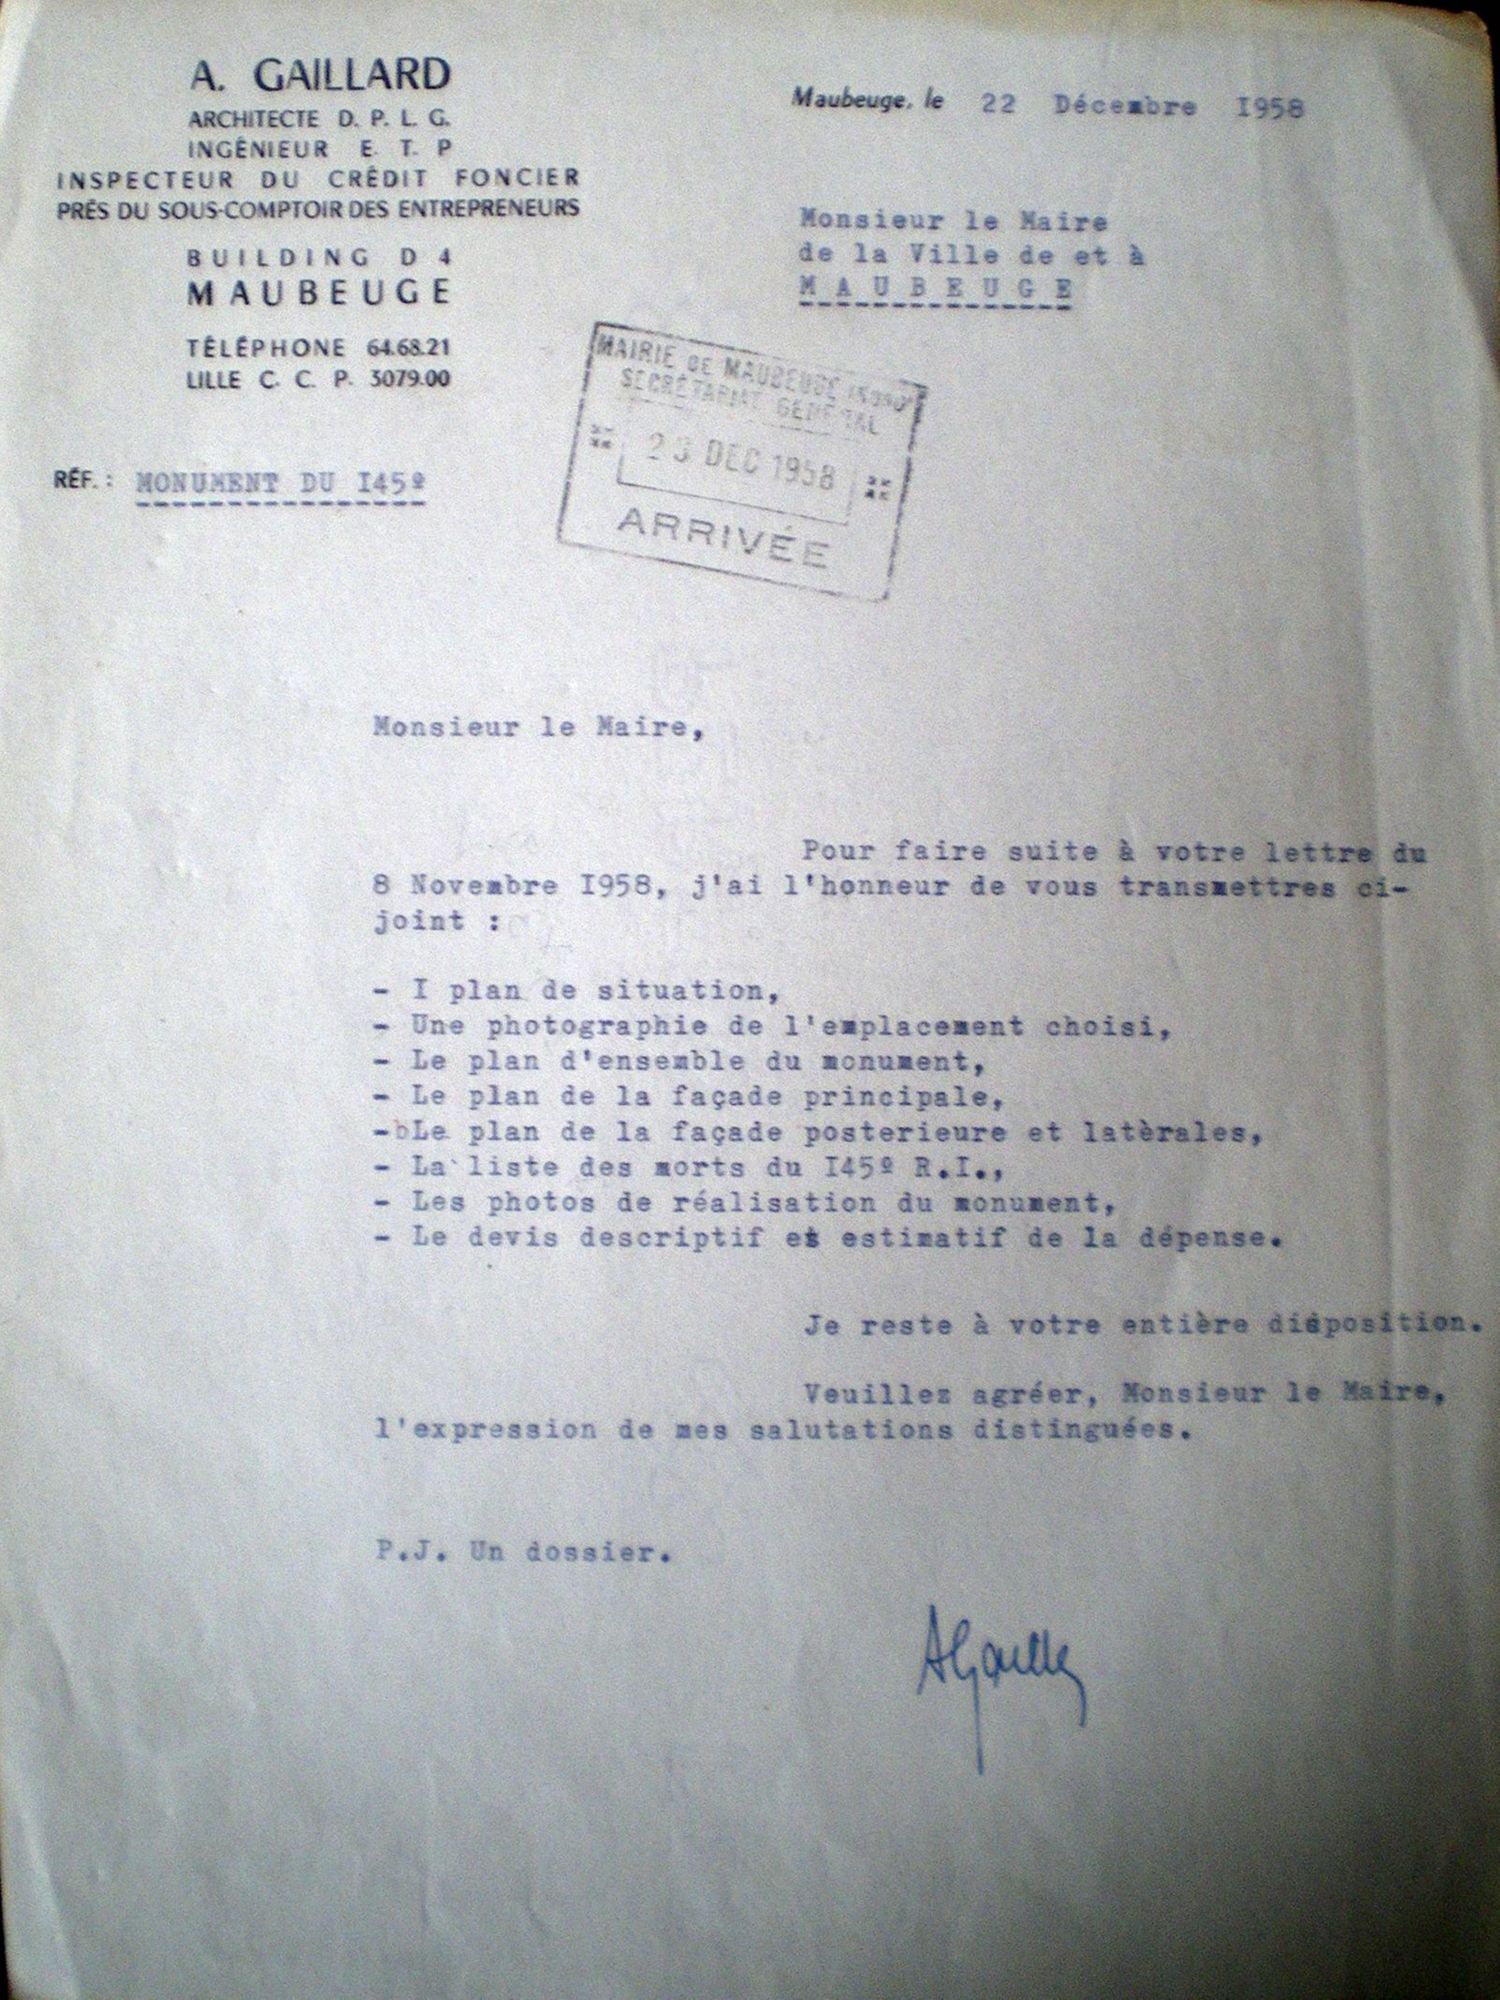 A. GAILLARD
ARCHITECTE D. P. L. G.
INGÉNIEUR E. T. P
INSPECTEUR DU CRÉDIT FONCIER
PRÈS DU SOUS-COMPTOIR DES ENTREPRENEURS
BUILDING D 4
MAUBEUGE
TÉLÉPHONE 64.68.21
LILLE C. C. P. 3079.00
Maubeuge, le 22 Décembre I958
Monsieur le Maire
de la Ville de et à
M A U B E U G E
MAIRIE DE MAUBEUGE (NORD)
SECRÉTARIAT GÉNÉRAL
23 DEC 1958
ARRIVÉE
RÉF. : MONUMENT DU I45º
Monsieur le Maire,
Pour faire suite à votre lettre du
8 Novembre I958, j'ai l'honneur de vous transmettres ci-
joint :
- I plan de situation,
- Une photographie de l'emplacement choisi,
- Le plan d'ensemble du monument,
- Le plan de la façade principale,
- Le plan de la façade posterieure et latèrales,
- La liste des morts du I45º R.I.,
- Les photos de réalisation du monument,
- Le devis descriptif et estimatif de la dépense.
Je reste à votre entière disposition.
Veuillez agréer, Monsieur le Maire,
l'expression de mes salutations distinguées.
P.J. Un dossier.